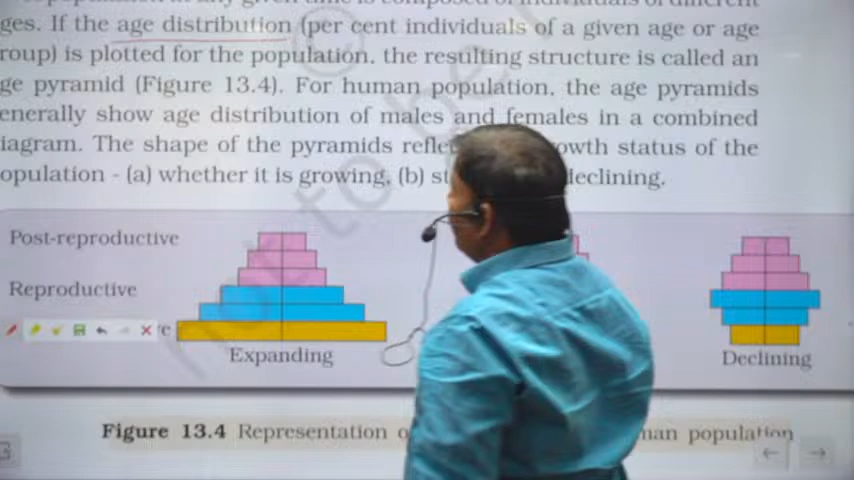 ges. If the age distribution (per cent individuals of a given age or age
roup) is plotted for the population, the resulting structure is called an
ge pyramid (Figure 13.4). For human population, the age pyramids
enerally show age distribution of males and females in a combined
iagram. The shape of the pyramids refle owth status of the
opulation - (a) whether it is growing, (b) st declining.
Post-reproductive
Reproductive
Expanding
Declining
Figure 13.4 Representation o man population